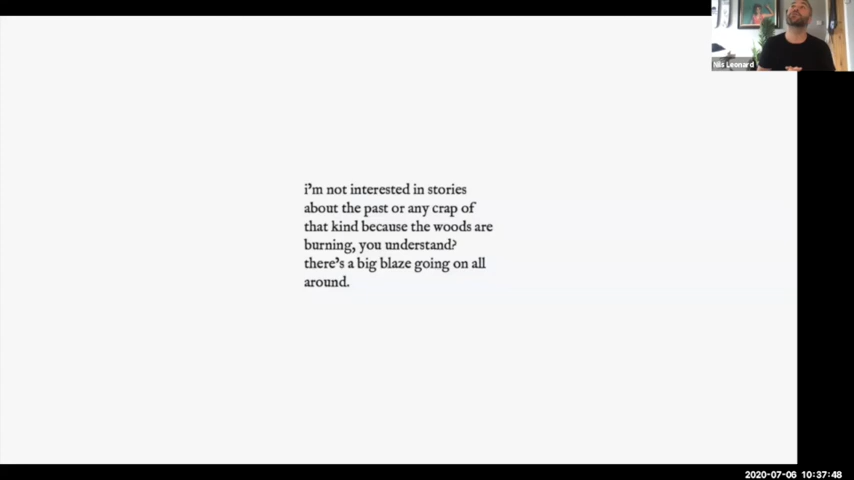 Nils Leonard
i'm not interested in stories
about the past or any crap of
that kind because the woods are
burning, you understand?
there's a big blaze going on all
around.
2020-07-06 10:37:48